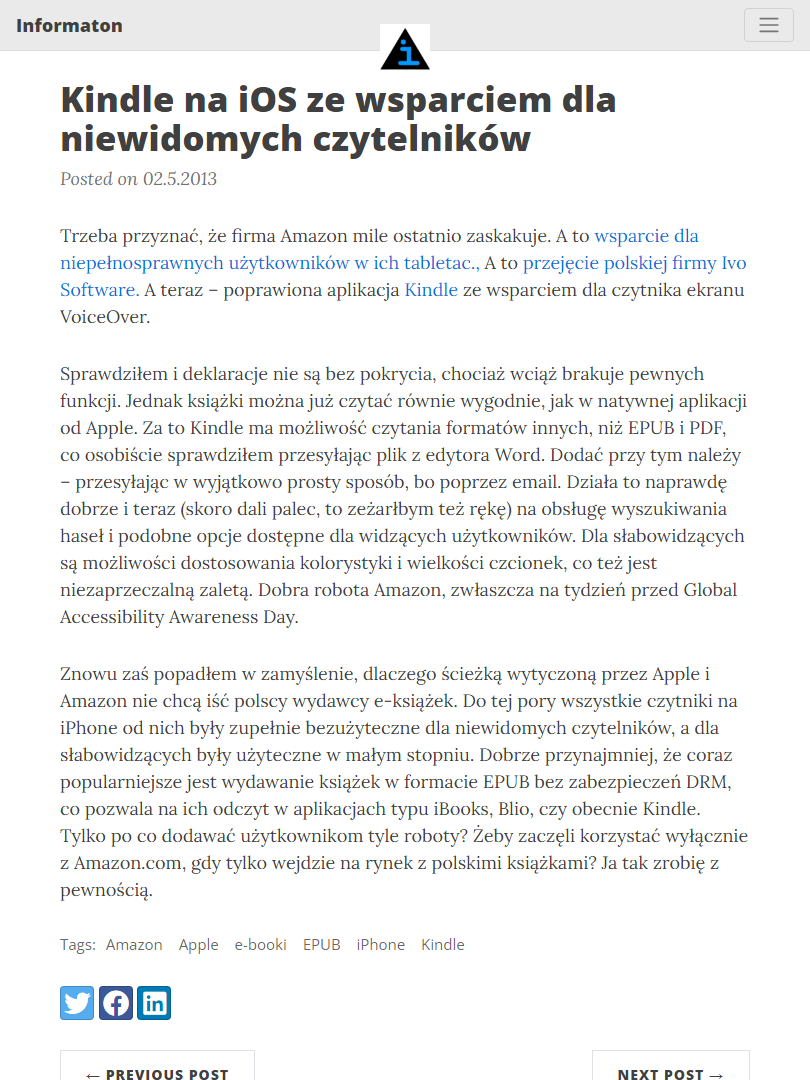 Informaton
i
Kindle na iOS ze wsparciem dla
niewidomych czytelników
Posted on 02.5.2013
Trzeba przyznać, że firma Amazon mile ostatnio zaskakuje. A to wsparcie dla
niepełnosprawnych użytkowników w ich tabletac., A to przejęcie polskiej firmy Ivo
Software. A teraz – poprawiona aplikacja Kindle ze wsparciem dla czytnika ekranu
VoiceOver.
Sprawdziłem i deklaracje nie są bez pokrycia, chociaż wciąż brakuje pewnych
funkcji. Jednak książki można już czytać równie wygodnie, jak w natywnej aplikacji
od Apple. Za to Kindle ma możliwość czytania formatów innych, niż EPUB i PDF,
co osobiście sprawdziłem przesyłając plik z edytora Word. Dodać przy tym należy
– przesyłając w wyjątkowo prosty sposób, bo poprzez email. Działa to naprawdę
dobrze i teraz (skoro dali palec, to zeżarłbym też rękę) na obsługę wyszukiwania
haseł i podobne opcje dostępne dla widzących użytkowników. Dla słabowidzących
są możliwości dostosowania kolorystyki i wielkości czcionek, co też jest
niezaprzeczalną zaletą. Dobra robota Amazon, zwłaszcza na tydzień przed Global
Accessibility Awareness Day.
Znowu zaś popadłem w zamyślenie, dlaczego ścieżką wytyczoną przez Apple i
Amazon nie chcą iść polscy wydawcy e-książek. Do tej pory wszystkie czytniki na
iPhone od nich były zupełnie bezużyteczne dla niewidomych czytelników, a dla
słabowidzących były użyteczne w małym stopniu. Dobrze przynajmniej, że coraz
popularniejsze jest wydawanie książek w formacie EPUB bez zabezpieczeń DRM,
co pozwala na ich odczyt w aplikacjach typu iBooks, Blio, czy obecnie Kindle.
Tylko po co dodawać użytkownikom tyle roboty? Żeby zaczęli korzystać wyłącznie
z Amazon.com, gdy tylko wejdzie na rynek z polskimi książkami? Ja tak zrobię z
pewnością.
Tags: Amazon Apple e-booki EPUB iPhone Kindle
← PREVIOUS POST
NEXT POST →